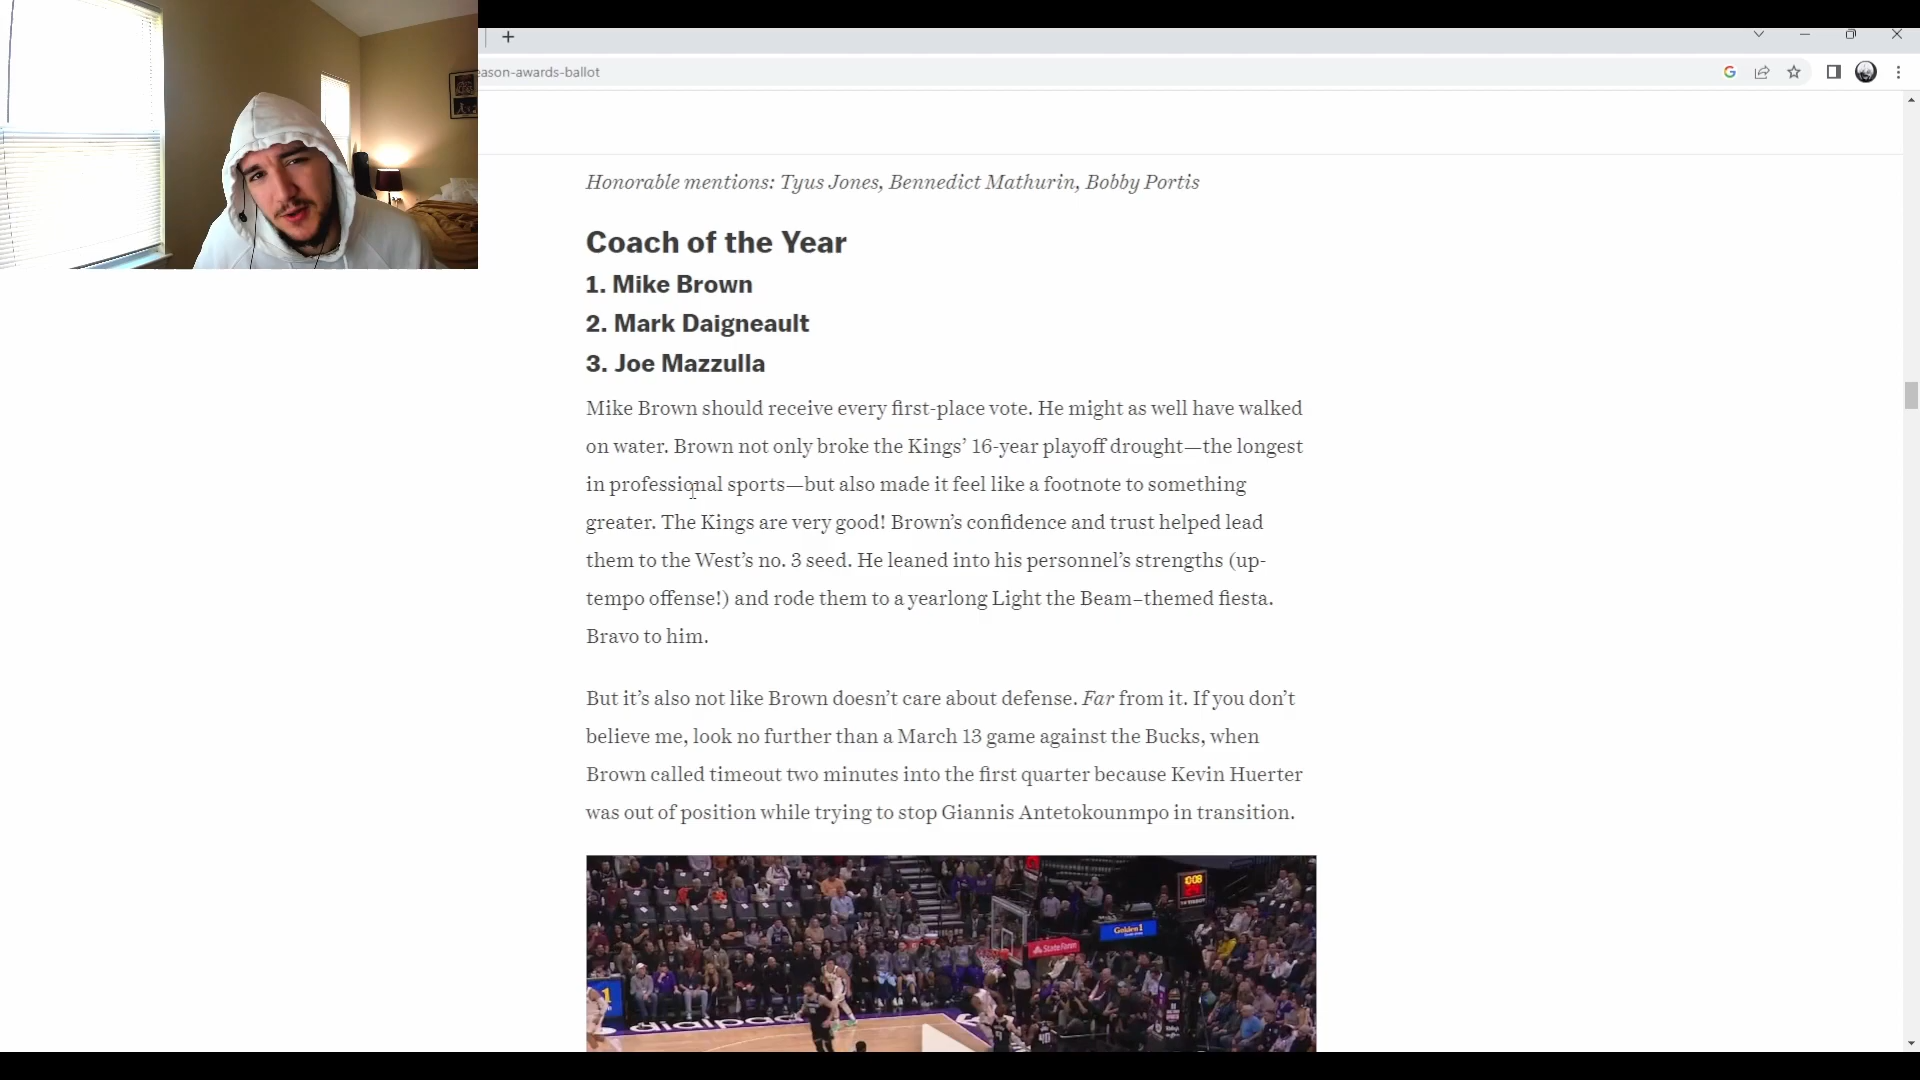 eason-awards-ballot
Honorable mentions: Tyus Jones, Bennedict Mathurin, Bobby Portis
Coach of the Year
1. Mike Brown
2. Mark Daigneault
3. Joe Mazzulla
Mike Brown should receive every first-place vote. He might as well have walked
on water. Brown not only broke the Kings’ 16-year playoff drought—the longest
in professional sports—but also made it feel like a footnote to something
greater. The Kings are very good! Brown’s confidence and trust helped lead
them to the West’s no. 3 seed. He leaned into his personnel’s strengths (up-
tempo offense!) and rode them to a yearlong Light the Beam–themed fiesta.
Bravo to him.
But it’s also not like Brown doesn’t care about defense. Far from it. If you don’t
believe me, look no further than a March 13 game against the Bucks, when
Brown called timeout two minutes into the first quarter because Kevin Huerter
was out of position while trying to stop Giannis Antetokounmpo in transition.
10:08
Golden1
StateFarm
1
dialpad